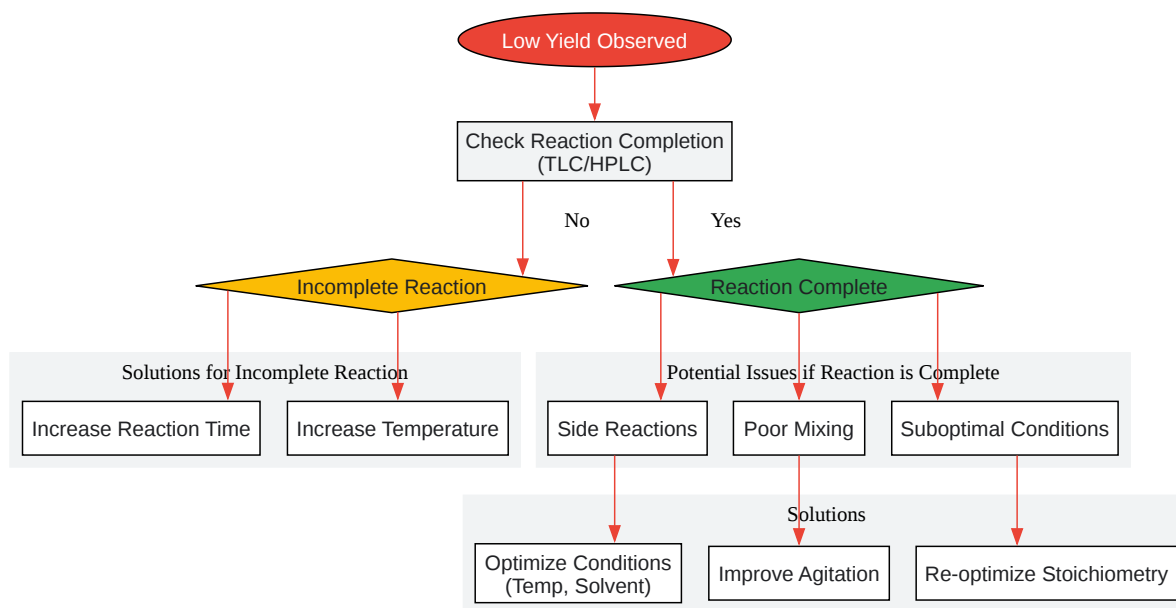 Low Yield Observed
Check Reaction Completion
(TLC/HPLC)
No
Yes
Incomplete Reaction
Reaction Complete
Solutions for Incomplete Reaction
Potential Issues if Reaction is Complete
Increase Reaction Time
Increase Temperature
Side Reactions
Poor Mixing
Suboptimal Conditions
Solutions
Optimize Conditions
(Temp, Solvent)
Improve Agitation
Re-optimize Stoichiometry